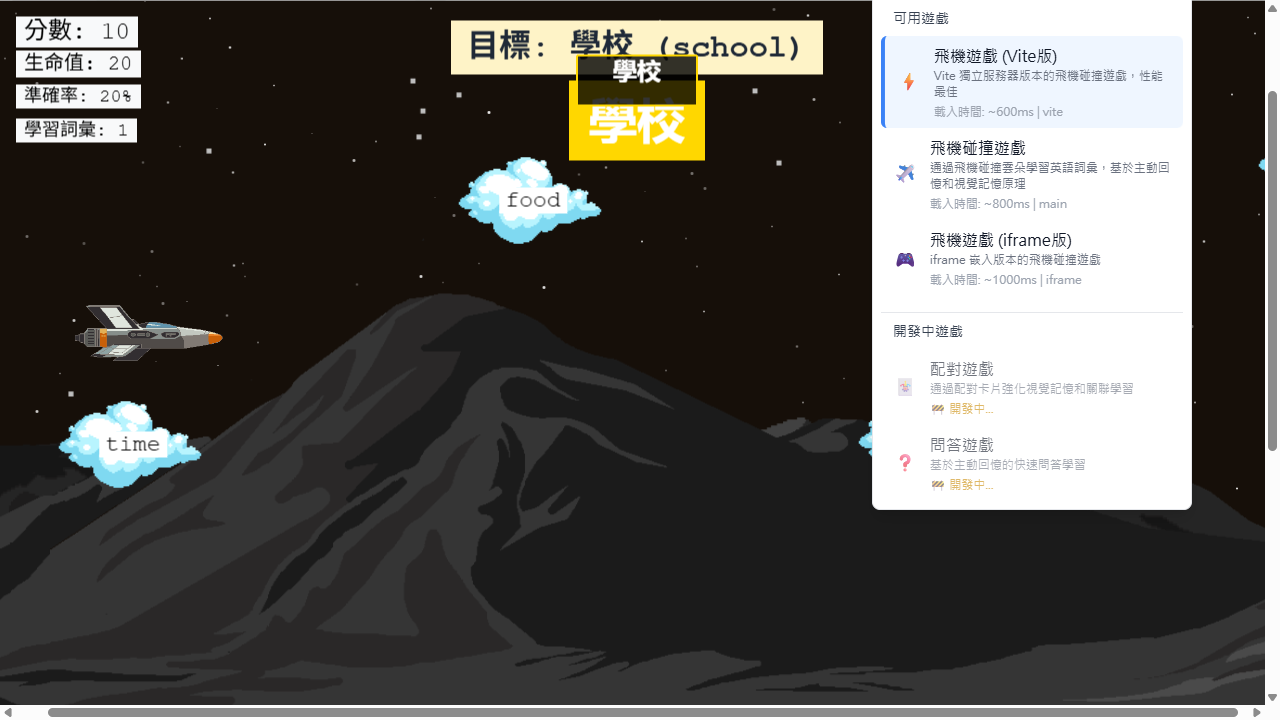 分數: 10
生命值: 20
準確率: 20%
學習詞彙: 1
目標: 學校 (school)
學校
學校
food
time
可用遊戲
飛機遊戲 (Vite版)
Vite 獨立服務器版本的飛機碰撞遊戲，性能
最佳
載入時間: ~600ms | vite
飛機碰撞遊戲
通過飛機碰撞雲朵學習英語詞彙，基於主動回
憶和視覺記憶原理
載入時間: ~800ms | main
飛機遊戲 (iframe版)
iframe 嵌入版本的飛機碰撞遊戲
載入時間: ~1000ms | iframe
開發中遊戲
配對遊戲
通過配對卡片強化視覺記憶和關聯學習
開發中...
問答遊戲
基於主動回憶的快速問答學習
開發中...